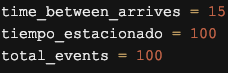 time_between_arrives = 15
tiempo_estacionado = 100
total_events = 100